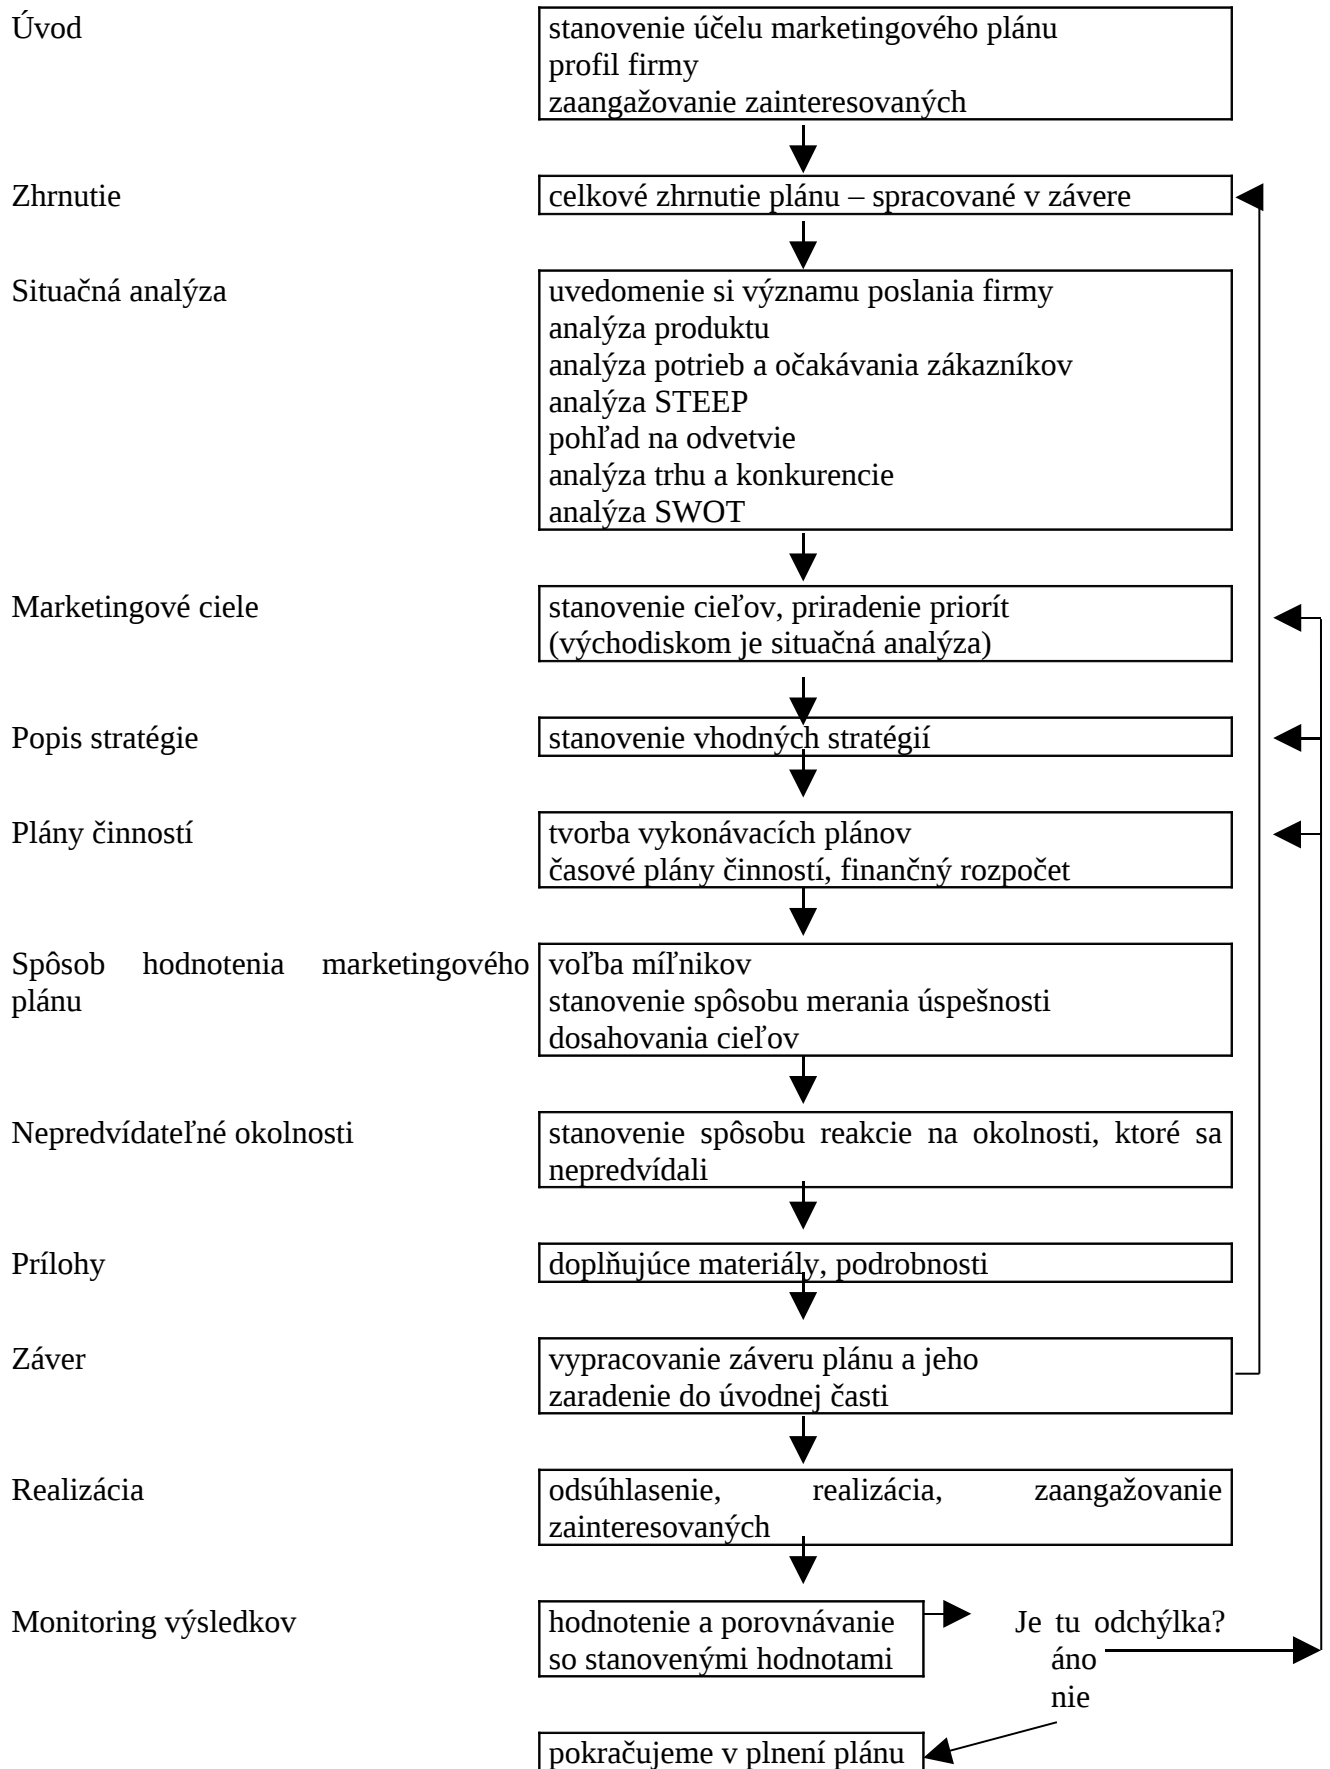 Úvod
stanovenie účelu marketingového plánu
profil firmy
zaangažovanie zainteresovaných
Zhrnutie
celkové zhrnutie plánu – spracované v závere
Situačná analýza
uvedomenie si významu poslania firmy
analýza produktu
analýza potrieb a očakávania zákazníkov
analýza STEEP
pohľad na odvetvie
analýza trhu a konkurencie
analýza SWOT
Marketingové ciele
stanovenie cieľov, priradenie priorít
(východiskom je situačná analýza)
Popis stratégie
stanovenie vhodných stratégií
Plány činností
tvorba vykonávacích plánov
časové plány činností, finančný rozpočet
Spôsob hodnotenia marketingového
plánu
voľba míľnikov
stanovenie spôsobu merania úspešnosti
dosahovania cieľov
Nepredvídateľné okolnosti
stanovenie spôsobu reakcie na okolnosti, ktoré sa
nepredvídali
Prílohy
doplňujúce materiály, podrobnosti
Záver
vypracovanie záveru plánu a jeho
zaradenie do úvodnej časti
Realizácia
odsúhlasenie, realizácia, zaangažovanie
zainteresovaných
Monitoring výsledkov
hodnotenie a porovnávanie
so stanovenými hodnotami
Je tu odchýlka?
áno
nie
pokračujeme v plnení plánu